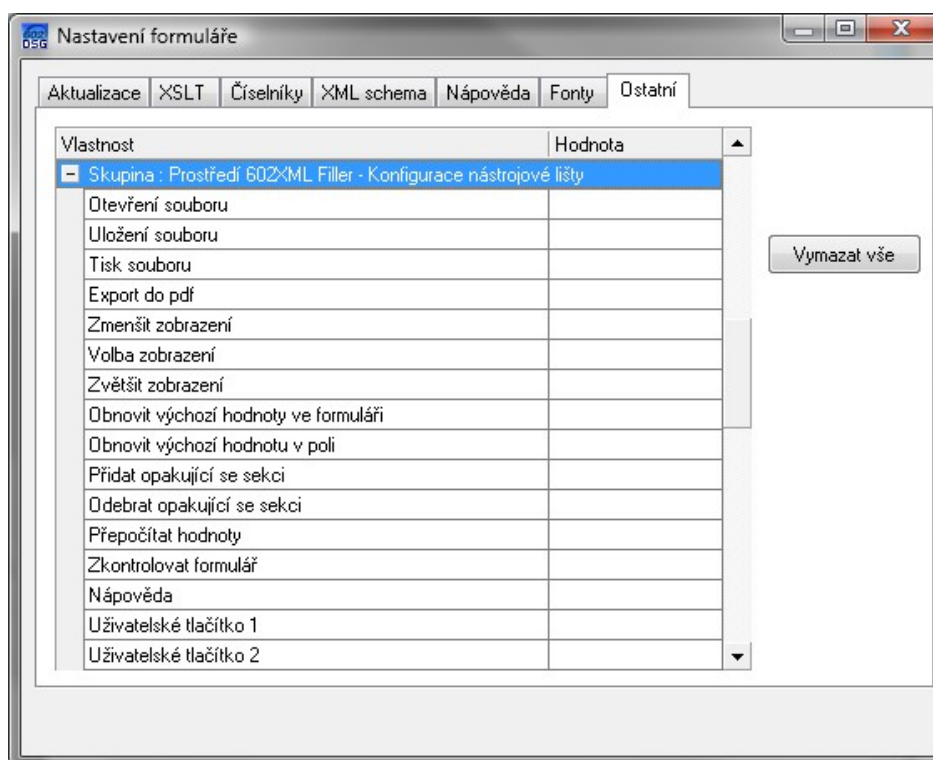 602
DSG
Nastavení formuláře
Aktualizace XSLT Číselníky XML schema Nápověda Fonty Ostatní
Vlastnost Hodnota
Skupina : Prostředí 602XML Filler - Konfigurace nástrojové lišty
Otevření souboru
Uložení souboru
Tisk souboru
Export do pdf
Zmenšit zobrazení
Volba zobrazení
Zvětšit zobrazení
Obnovit výchozí hodnoty ve formuláři
Obnovit výchozí hodnotu v poli
Přidat opakující se sekci
Odebrat opakující se sekci
Přepočítat hodnoty
Zkontrolovat formulář
Nápověda
Uživatelské tlačítko 1
Uživatelské tlačítko 2
Vymazat vše